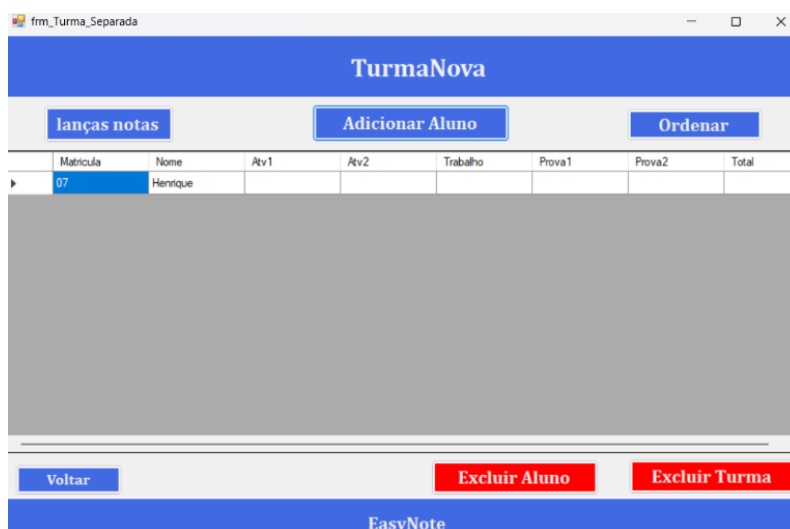 frm_Turma_Separada
TurmaNova
lanças notas Adicionar Aluno Ordenar
Matricula Nome Atv1 Atv2 Trabalho Prova1 Prova2 Total
07 Henrique
Voltar Excluir Aluno Excluir Turma
EasyNote